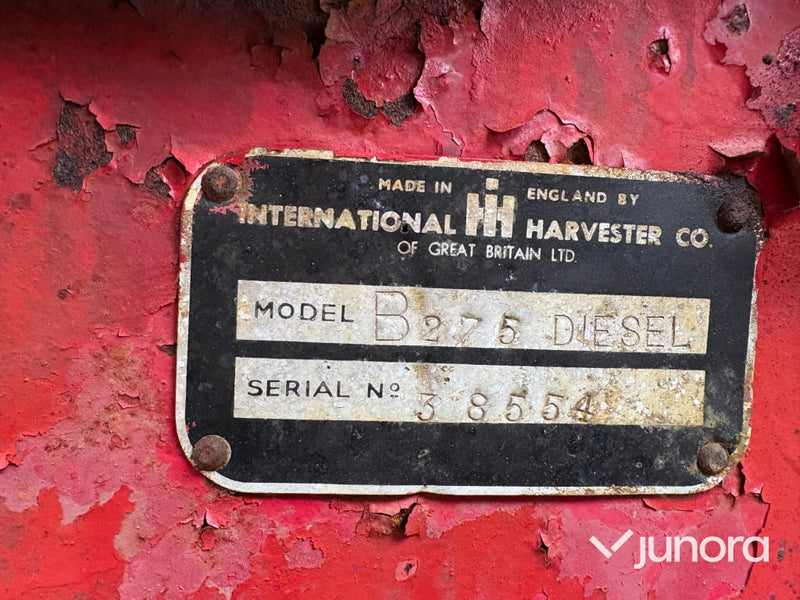 MADE IN IH ENGLAND BY
INTERNATIONAL HARVESTER CO.
OF GREAT BRITAIN LTD.
MODEL B275 DIESEL
SERIAL Nº 38554
junora